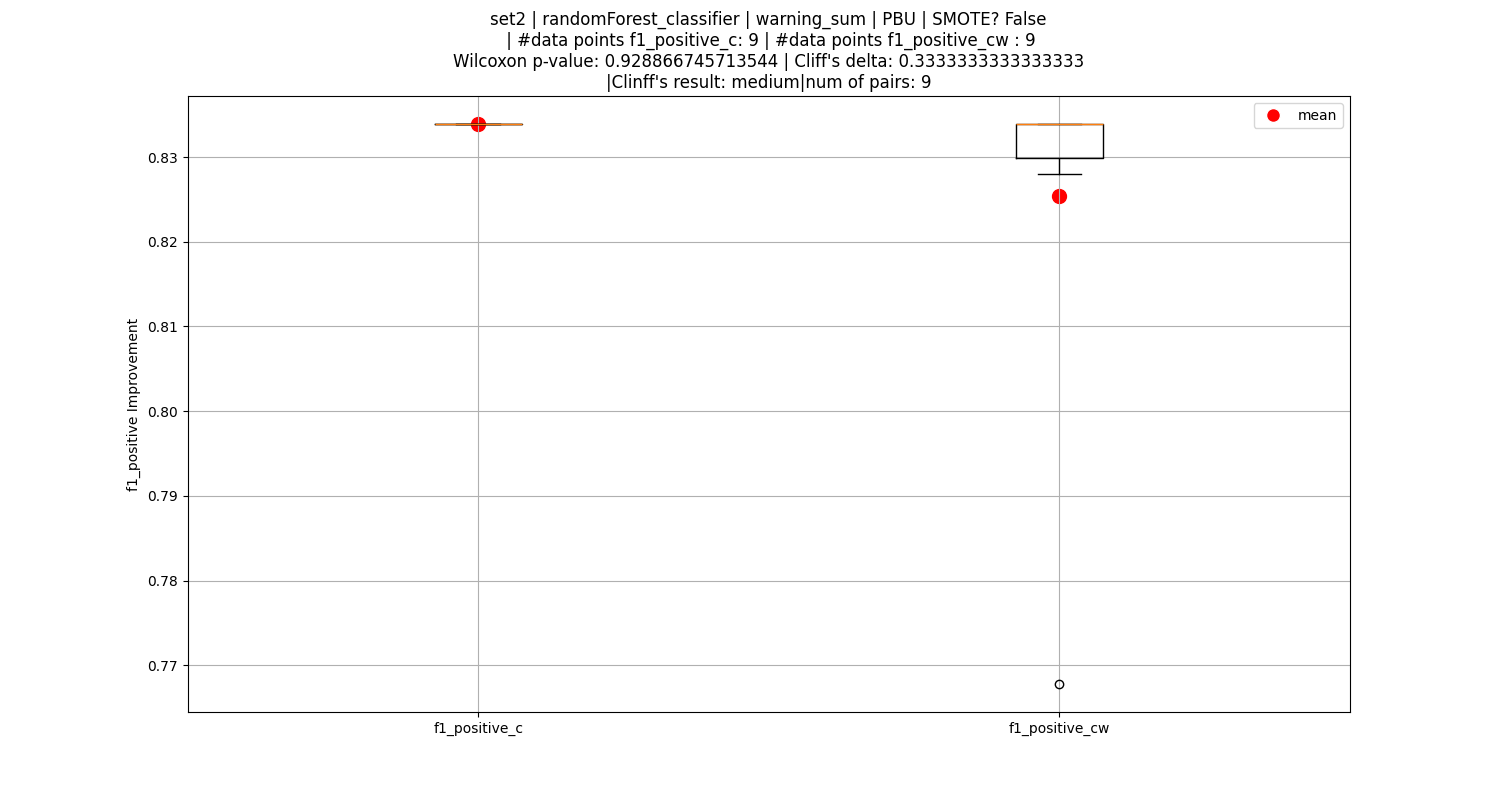 set2 | randomForest_classifier | warning_sum | PBU | SMOTE? False
| #data points f1_positive_c: 9 | #data points f1_positive_cw : 9
Wilcoxon p-value: 0.928866745713544 | Cliff's delta: 0.3333333333333333
|Clinff's result: medium|num of pairs: 9
mean
0.83
0.82
0.81
0.80
0.79
0.78
0.77
f1_positive Improvement
f1_positive_c
f1_positive_cw